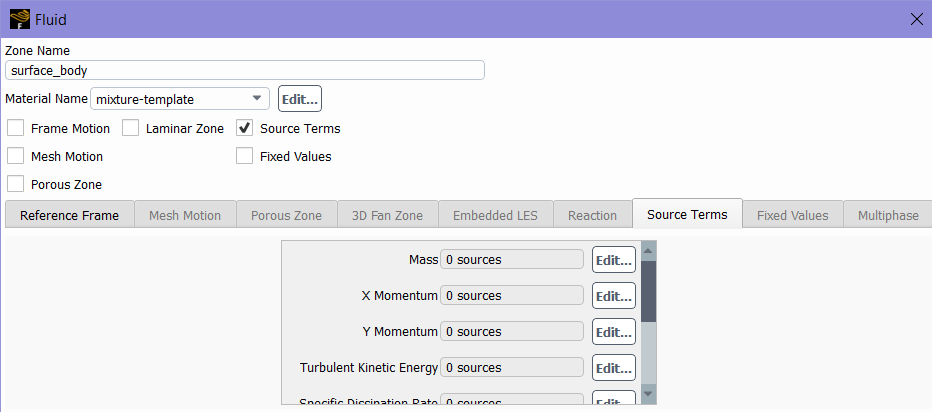 Fluid
Zone Name
surface_body
Material Name mixture-template Edit...
Frame Motion Laminar Zone Source Terms
Mesh Motion Fixed Values
Porous Zone
Reference Frame Mesh Motion Porous Zone 3D Fan Zone Embedded LES Reaction Source Terms Fixed Values Multiphase
Mass 0 sources Edit...
X Momentum 0 sources Edit...
Y Momentum 0 sources Edit...
Turbulent Kinetic Energy 0 sources Edit...
Specific Dissipation Rate 0 sources Edit...